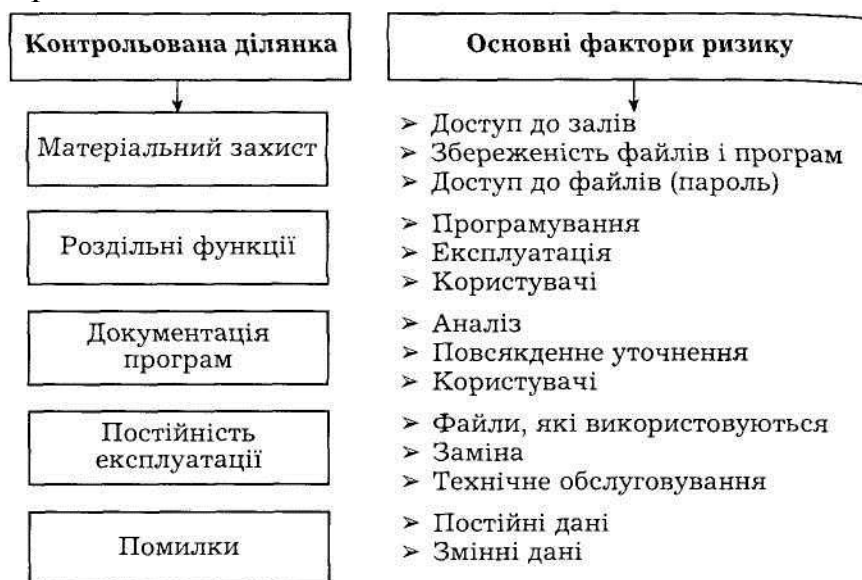 Контрольована ділянка
Основні фактори ризику
Матеріальний захист
➢ Доступ до залів
➢ Збереженість файлів і програм
➢ Доступ до файлів (пароль)
Роздільні функції
➢ Програмування
➢ Експлуатація
➢ Користувачі
Документація
програм
➢ Аналіз
➢ Повсякденне уточнення
➢ Користувачі
Постійність
експлуатації
➢ Файли, які використовуються
➢ Заміна
➢ Технічне обслуговування
Помилки
➢ Постійні дані
➢ Змінні дані